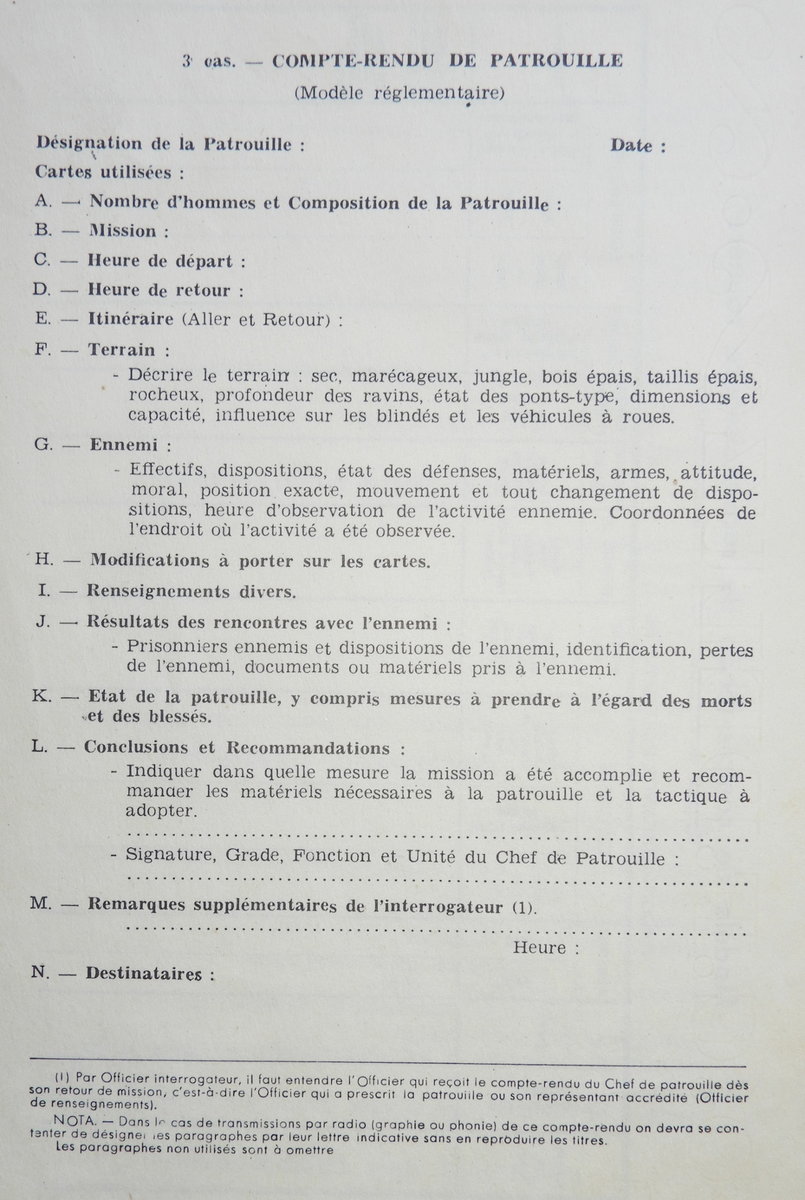 3e cas. — COMPTE-RENDU DE PATROUILLE
(Modèle réglementaire)
Désignation de la Patrouille : Date :
Cartes utilisées :
A. — Nombre d'hommes et Composition de la Patrouille :
B. — Mission :
C. — Heure de départ :
D. — Heure de retour :
E. — Itinéraire (Aller et Retour) :
F. — Terrain :
- Décrire le terrain : sec, marécageux, jungle, bois épais, taillis épais,
rocheux, profondeur des ravins, état des ponts-type, dimensions et
capacité, influence sur les blindés et les véhicules à roues.
G. — Ennemi :
- Effectifs, dispositions, état des défenses, matériels, armes, attitude,
moral, position exacte, mouvement et tout changement de dispo-
sitions, heure d'observation de l'activité ennemie. Coordonnées de
l'endroit où l'activité a été observée.
H. — Modifications à porter sur les cartes.
I. — Renseignements divers.
J. — Résultats des rencontres avec l'ennemi :
- Prisonniers ennemis et dispositions de l'ennemi, identification, pertes
de l'ennemi, documents ou matériels pris à l'ennemi.
K. — Etat de la patrouille, y compris mesures à prendre à l'égard des morts
et des blessés.
L. — Conclusions et Recommandations :
- Indiquer dans quelle mesure la mission a été accomplie et recom-
mander les matériels nécessaires à la patrouille et la tactique à
adopter.
- Signature, Grade, Fonction et Unité du Chef de Patrouille :
M. — Remarques supplémentaires de l'interrogateur (1).
Heure :
N. — Destinataires :
(1) Par Officier interrogateur, il faut entendre l'Officier qui reçoit le compte-rendu du Chef de patrouille dès
son retour de mission, c'est-à-dire l'Officier qui a prescrit la patrouille ou son représentant accrédité (Officier
de renseignements).
NOTA. — Dans le cas de transmissions par radio (graphie ou phonie) de ce compte-rendu on devra se con-
tenter de désigner les paragraphes par leur lettre indicative sans en reproduire les titres.
Les paragraphes non utilisés sont à omettre